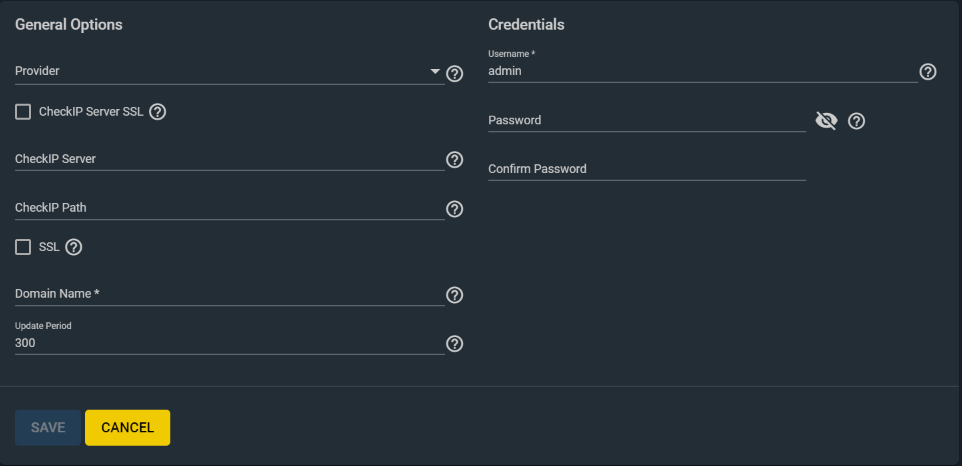 General Options
Provider
CheckIP Server SSL
CheckIP Server
CheckIP Path
SSL
Domain Name *
Update Period
300
Credentials
Username *
admin
Password
Confirm Password
SAVE
CANCEL